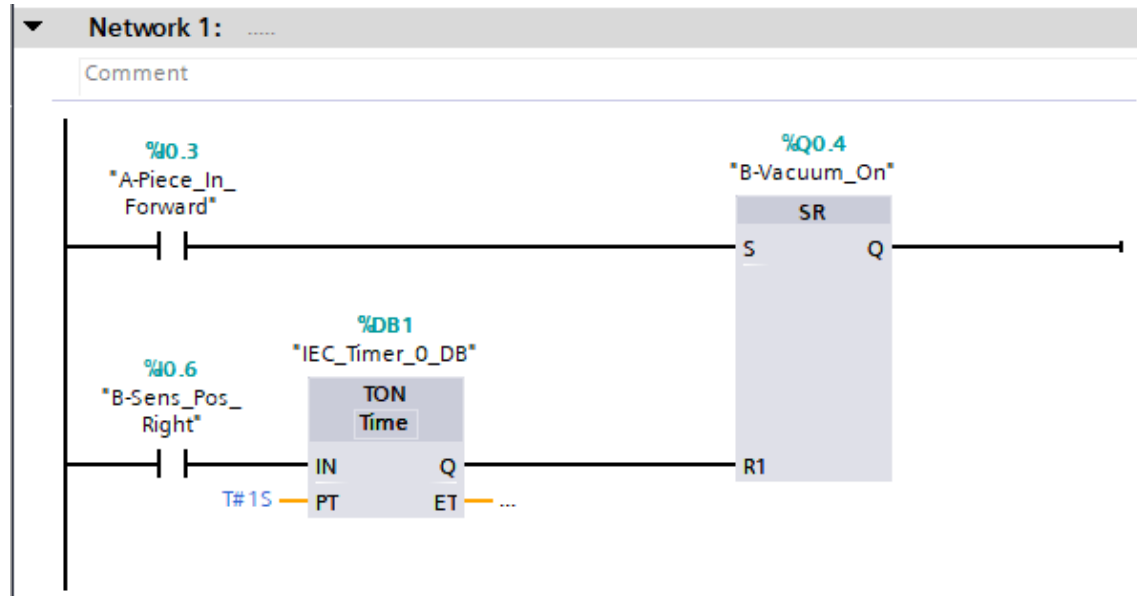 Network 1: .....
Comment
%I0.3
"A-Piece_In_
Forward"
%Q0.4
"B-Vacuum_On"
SR
S Q
%DB1
"IEC_Timer_0_DB"
%I0.6
"B-Sens_Pos_
Right"
TON
Time
IN Q
R1
T#1S PT ET ...